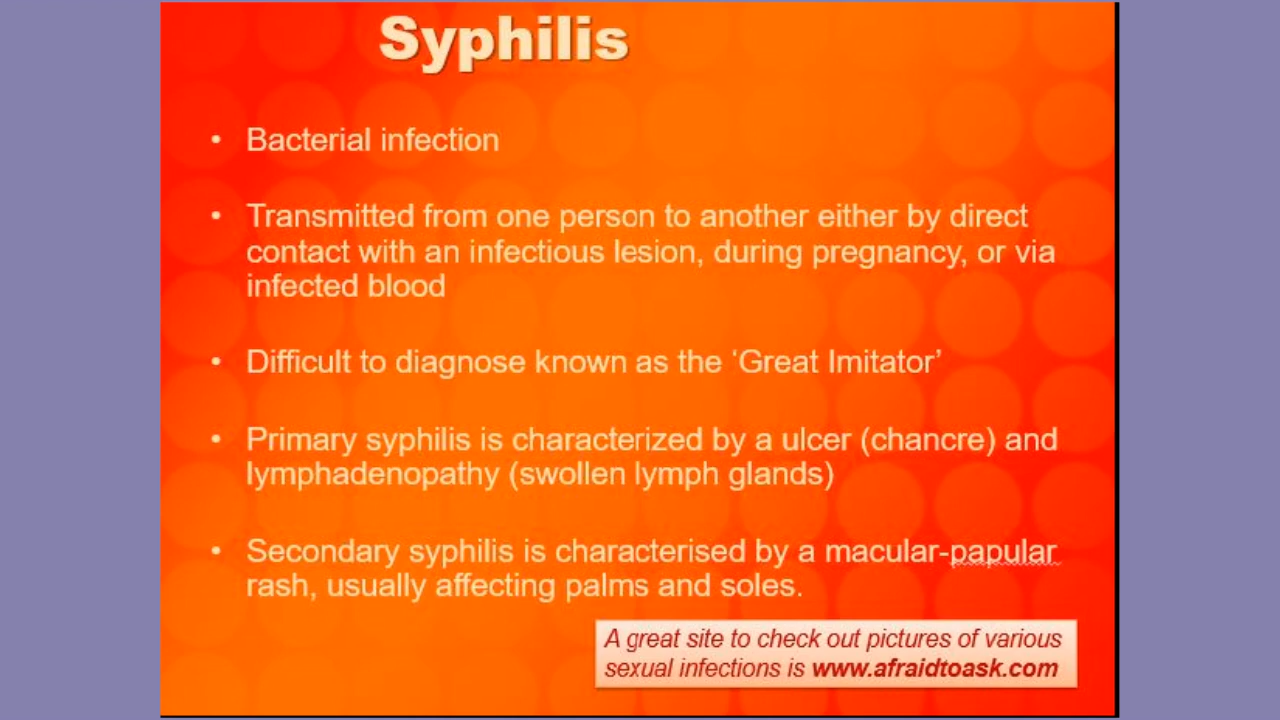 Syphilis
• Bacterial infection
• Transmitted from one person to another either by direct
contact with an infectious lesion, during pregnancy, or via
infected blood
• Difficult to diagnose known as the ‘Great Imitator’
• Primary syphilis is characterized by a ulcer (chancre) and
lymphadenopathy (swollen lymph glands)
• Secondary syphilis is characterised by a macular-papular
rash, usually affecting palms and soles.
A great site to check out pictures of various
sexual infections is www.afraidtoask.com